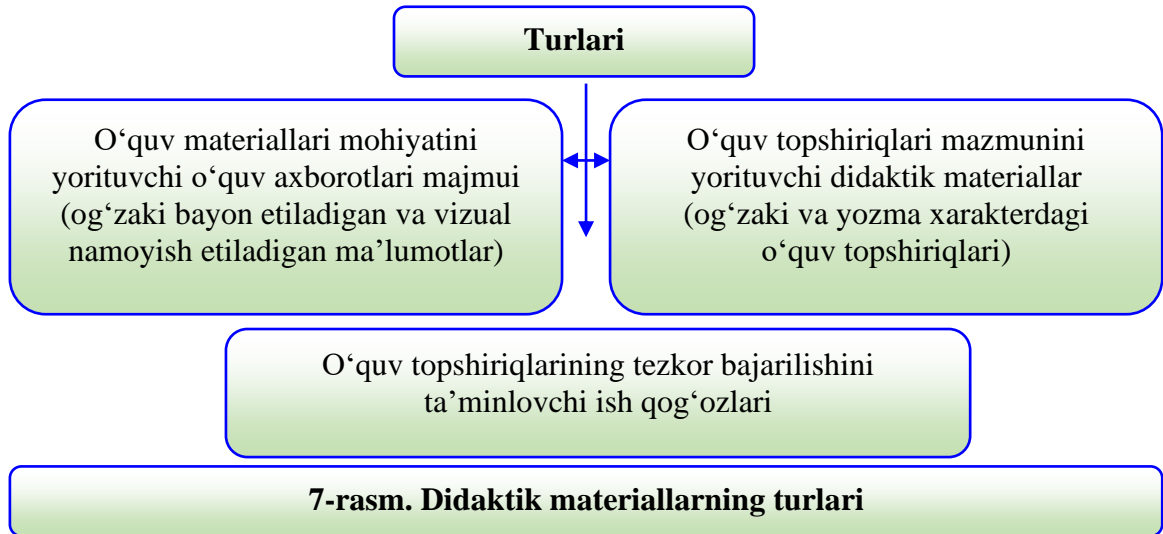 Turlari
O‘quv materiallari mohiyatini
yorituvchi o‘quv axborotlari majmui
(og‘zaki bayon etiladigan va vizual
namoyish etiladigan ma’lumotlar)
O‘quv topshiriqlari mazmunini
yorituvchi didaktik materiallar
(og‘zaki va yozma xarakterdagi
o‘quv topshiriqlari)
O‘quv topshiriqlarining tezkor bajarilishini
ta’minlovchi ish qog‘ozlari
7-rasm. Didaktik materiallarning turlari